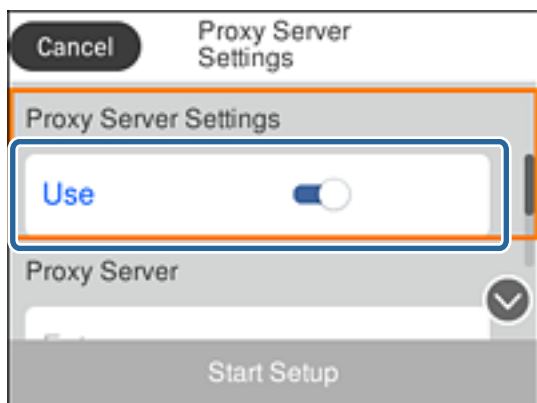 Cancel
Proxy Server
Settings
Proxy Server Settings
Use
Proxy Server
Start Setup